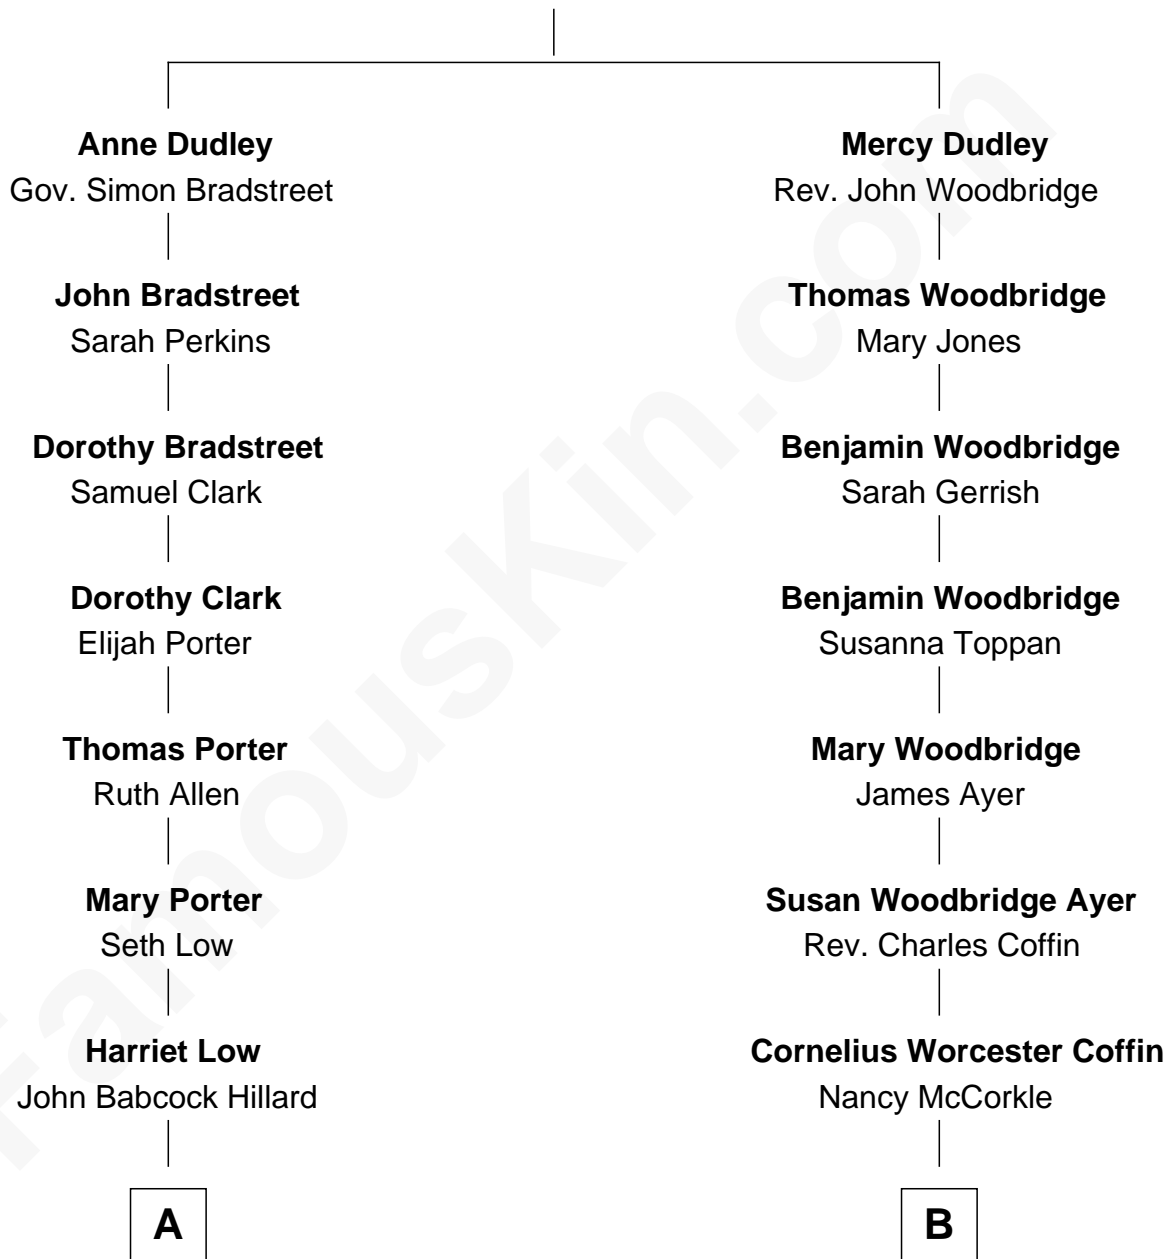 Anne Dudley
Gov. Simon Bradstreet
John Bradstreet
Sarah Perkins
Dorothy Bradstreet
Samuel Clark
Dorothy Clark
Elijah Porter
Thomas Porter
Ruth Allen
Mary Porter
Seth Low
Harriet Low
John Babcock Hillard
A
Mercy Dudley
Rev. John Woodbridge
Thomas Woodbridge
Mary Jones
Benjamin Woodbridge
Sarah Gerrish
Benjamin Woodbridge
Susanna Toppan
Mary Woodbridge
James Ayer
Susan Woodbridge Ayer
Rev. Charles Coffin
Cornelius Worcester Coffin
Nancy McCorkle
B
FamousKin.com